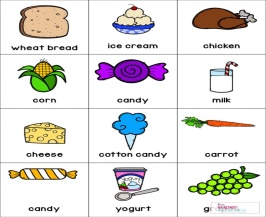 wheat bread
ice cream
chicken
corn
candy
milk
cheese
cotton candy
carrot
candy
yogurt